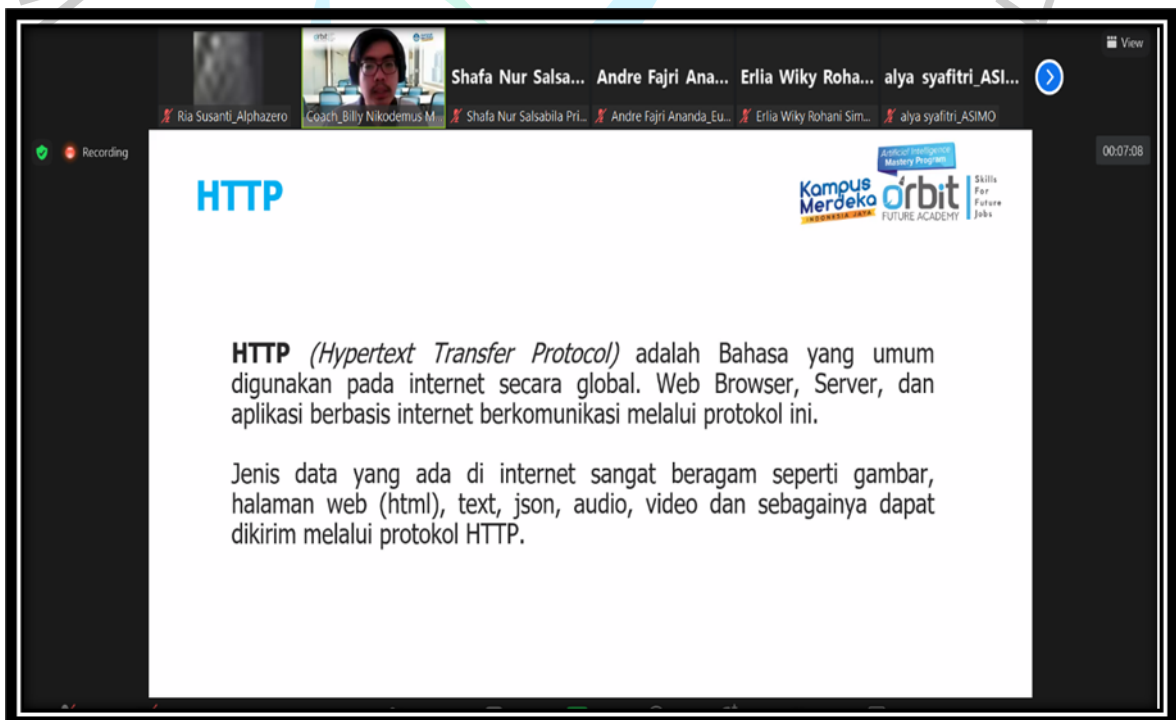 View
Shafa Nur Salsa... Andre Fajri Ana... Erlia Wiky Roha... alya syafitri_ASI...
Ria Susanti_Alphazero Coach_Billy Nikodemus M... Shafa Nur Salsabila Pri... Andre Fajri Ananda_Eu... Erlia Wiky Rohani Sim... alya syafitri_ASIMO
Recording
00:07:08
HTTP
Kampus
Merdeka
INDONESIA JAYA
Artificial Intelligence
Mastery Program
orbit
FUTURE ACADEMY
Skills
For
Future
Jobs
HTTP (Hypertext Transfer Protocol) adalah Bahasa yang umum
digunakan pada internet secara global. Web Browser, Server, dan
aplikasi berbasis internet berkomunikasi melalui protokol ini.
Jenis data yang ada di internet sangat beragam seperti gambar,
halaman web (html), text, json, audio, video dan sebagainya dapat
dikirim melalui protokol HTTP.